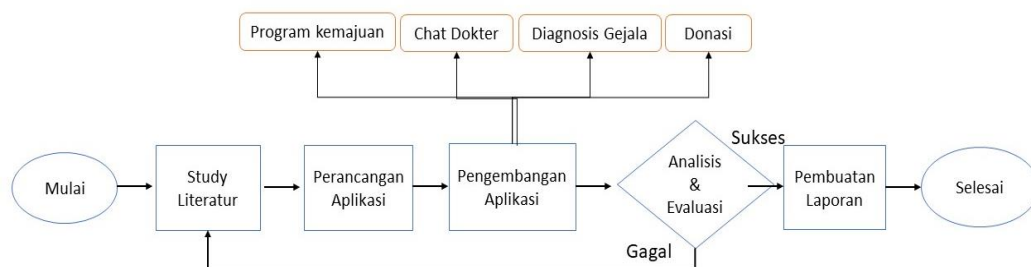 Program kemajuan
Chat Dokter
Diagnosis Gejala
Donasi
Mulai
Study
Literatur
Perancangan
Aplikasi
Pengembangan
Aplikasi
Analisis
&
Evaluasi
Sukses
Gagal
Pembuatan
Laporan
Selesai